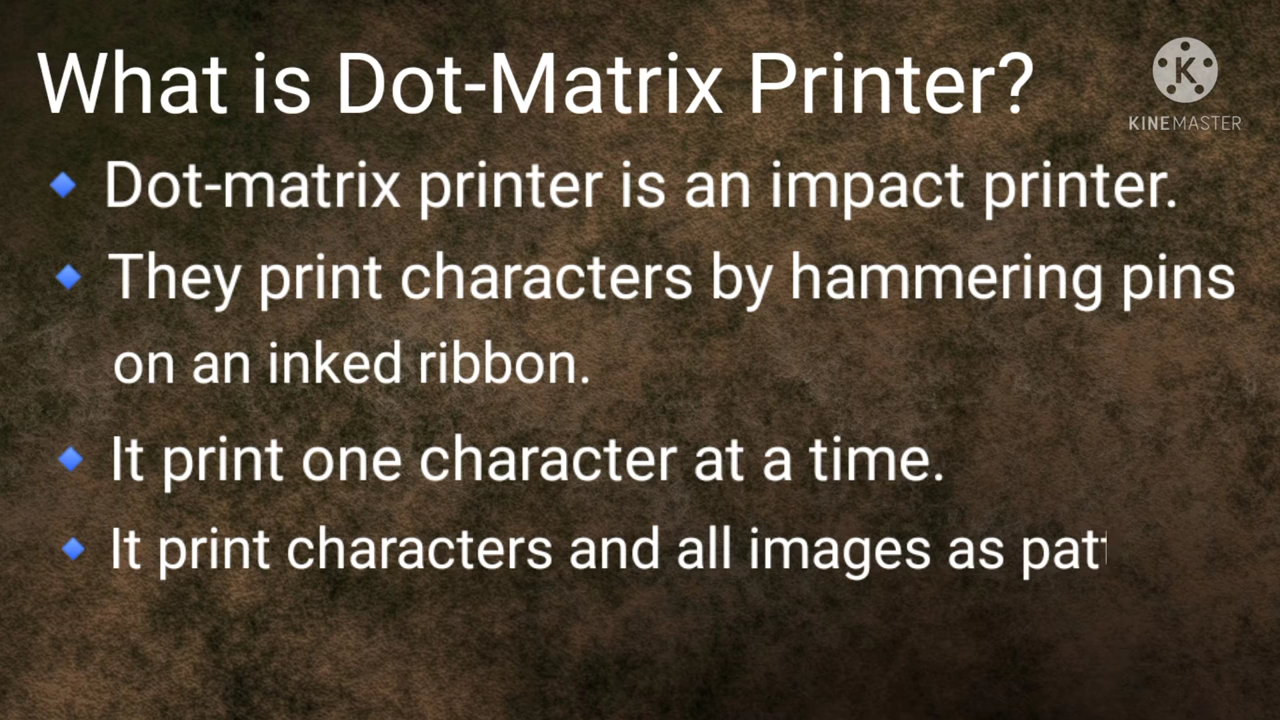 What is Dot-Matrix Printer?
K
KINEMASTER
Dot-matrix printer is an impact printer.
They print characters by hammering pins
on an inked ribbon.
It print one character at a time.
It print characters and all images as